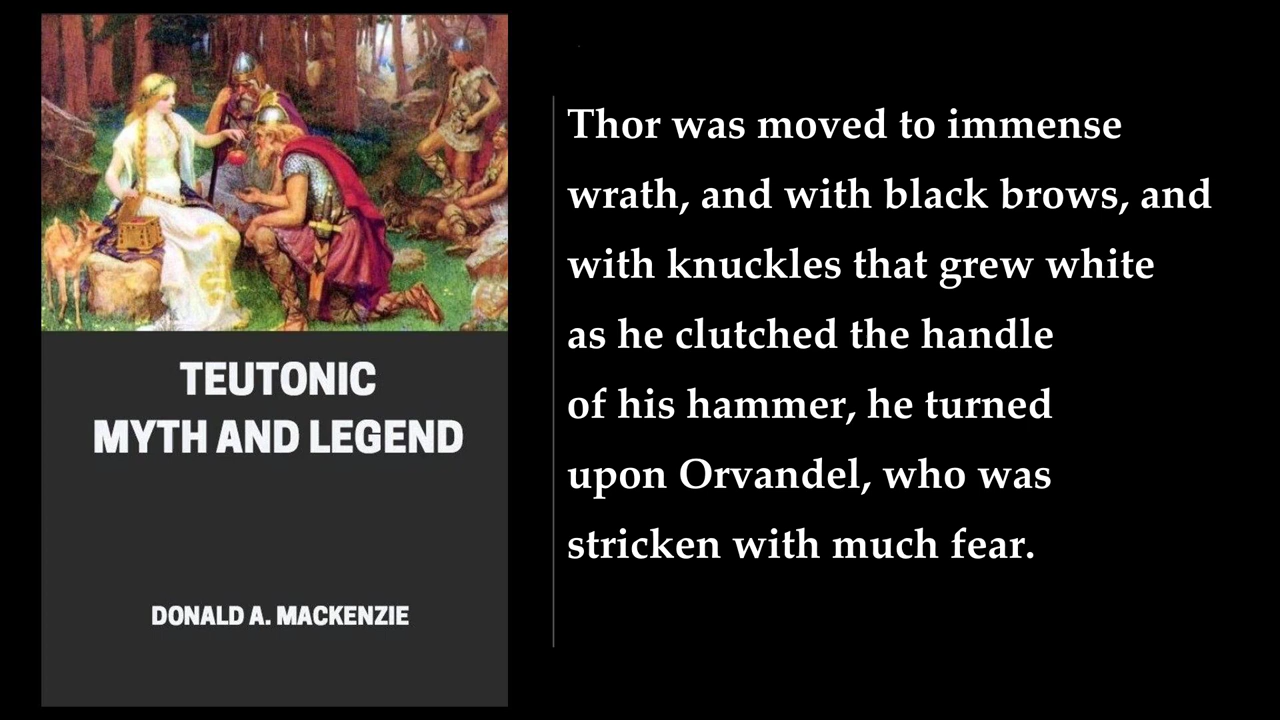 TEUTONIC
MYTH AND LEGEND
DONALD A. MACKENZIE
Thor was moved to immense
wrath, and with black brows, and
with knuckles that grew white
as he clutched the handle
of his hammer, he turned
upon Orvandel, who was
stricken with much fear.